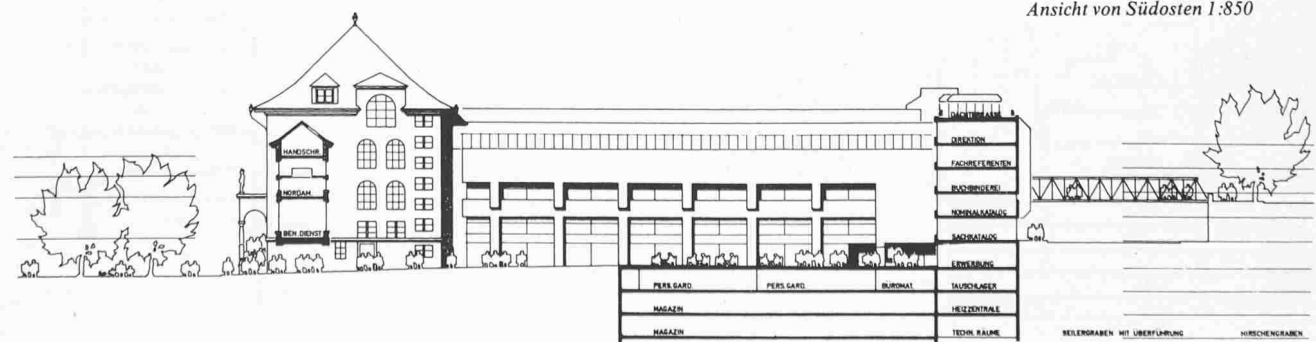 Ansicht von Südosten 1:850
DACHTERRASSE
DIREKTION
HANDSCHR.
FACHREFERENTEN
BUCHBINDEREI
NORDAM.
NOMINALKATALOG
BEN. DIENST
SACHKATALOG
ERWERBUNG
PERS. GARD. PERS. GARD. BÜROMAT. TAUSCHLAGER
MAGAZIN HEIZZENTRALE
MAGAZIN TECHN. RÄUME SEILERGRABEN MIT ÜBERFÜHRUNG HIRSCHENGRABEN